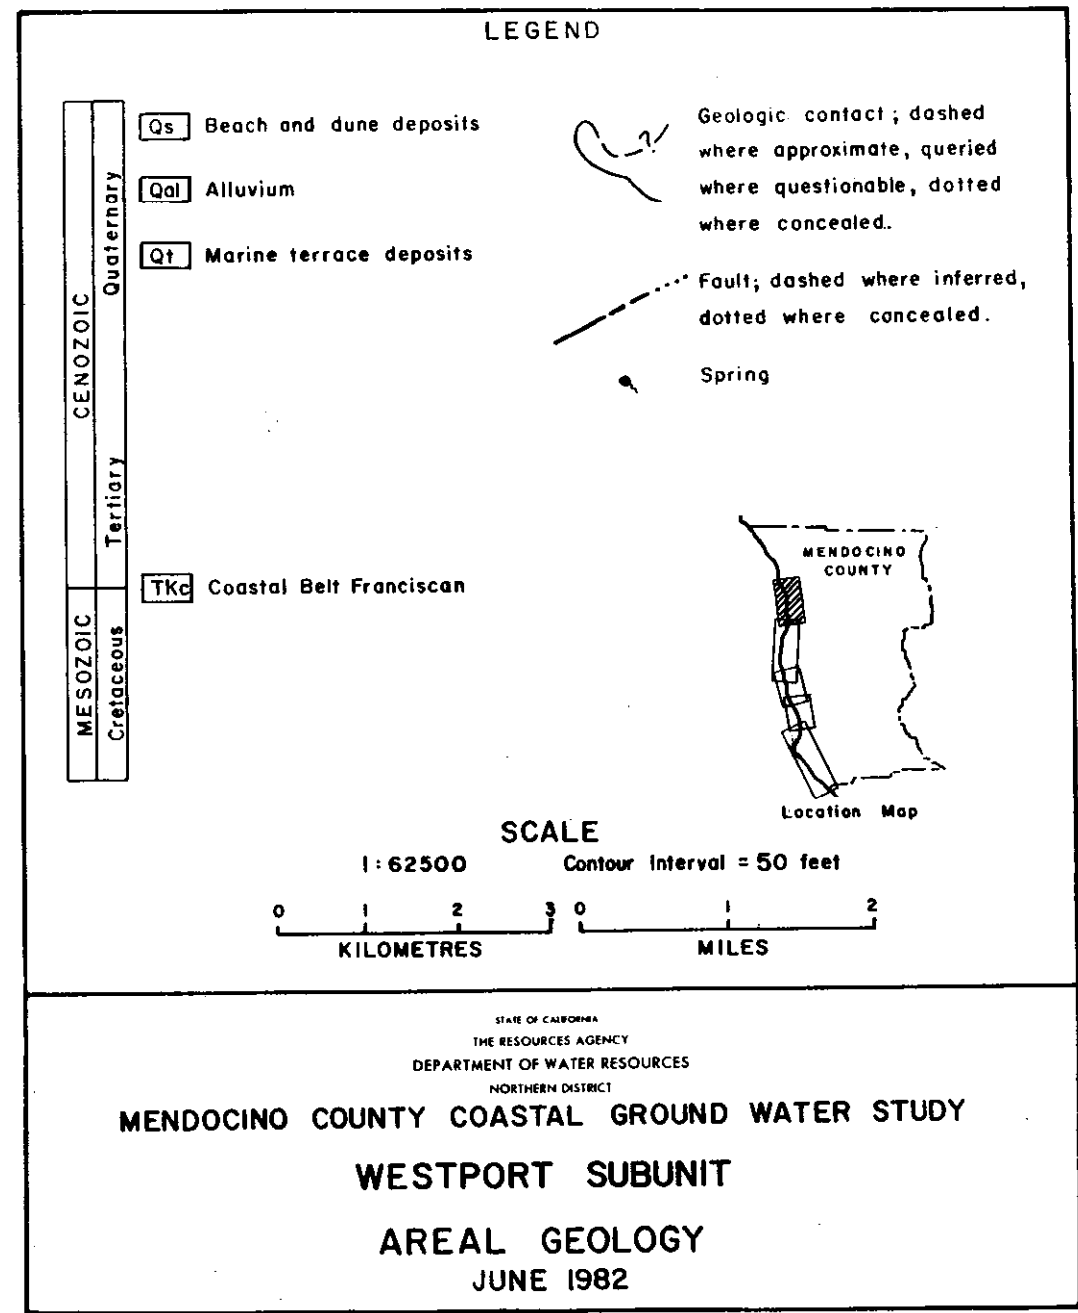 LEGEND
CENOZOIC
MESOZOIC
Quaternary
Tertiary
Cretaceous
Qs Beach and dune deposits
Qal Alluvium
Qt Marine terrace deposits
TKc Coastal Belt Franciscan
Geologic contact; dashed
where approximate, queried
where questionable, dotted
where concealed.
?
Fault; dashed where inferred,
dotted where concealed.
Spring
MENDOCINO
COUNTY
Location Map
SCALE
1:62500 Contour Interval = 50 feet
0 1 2 3 0 1 2
KILOMETRES MILES
STATE OF CALIFORNIA
THE RESOURCES AGENCY
DEPARTMENT OF WATER RESOURCES
NORTHERN DISTRICT
MENDOCINO COUNTY COASTAL GROUND WATER STUDY
WESTPORT SUBUNIT
AREAL GEOLOGY
JUNE 1982